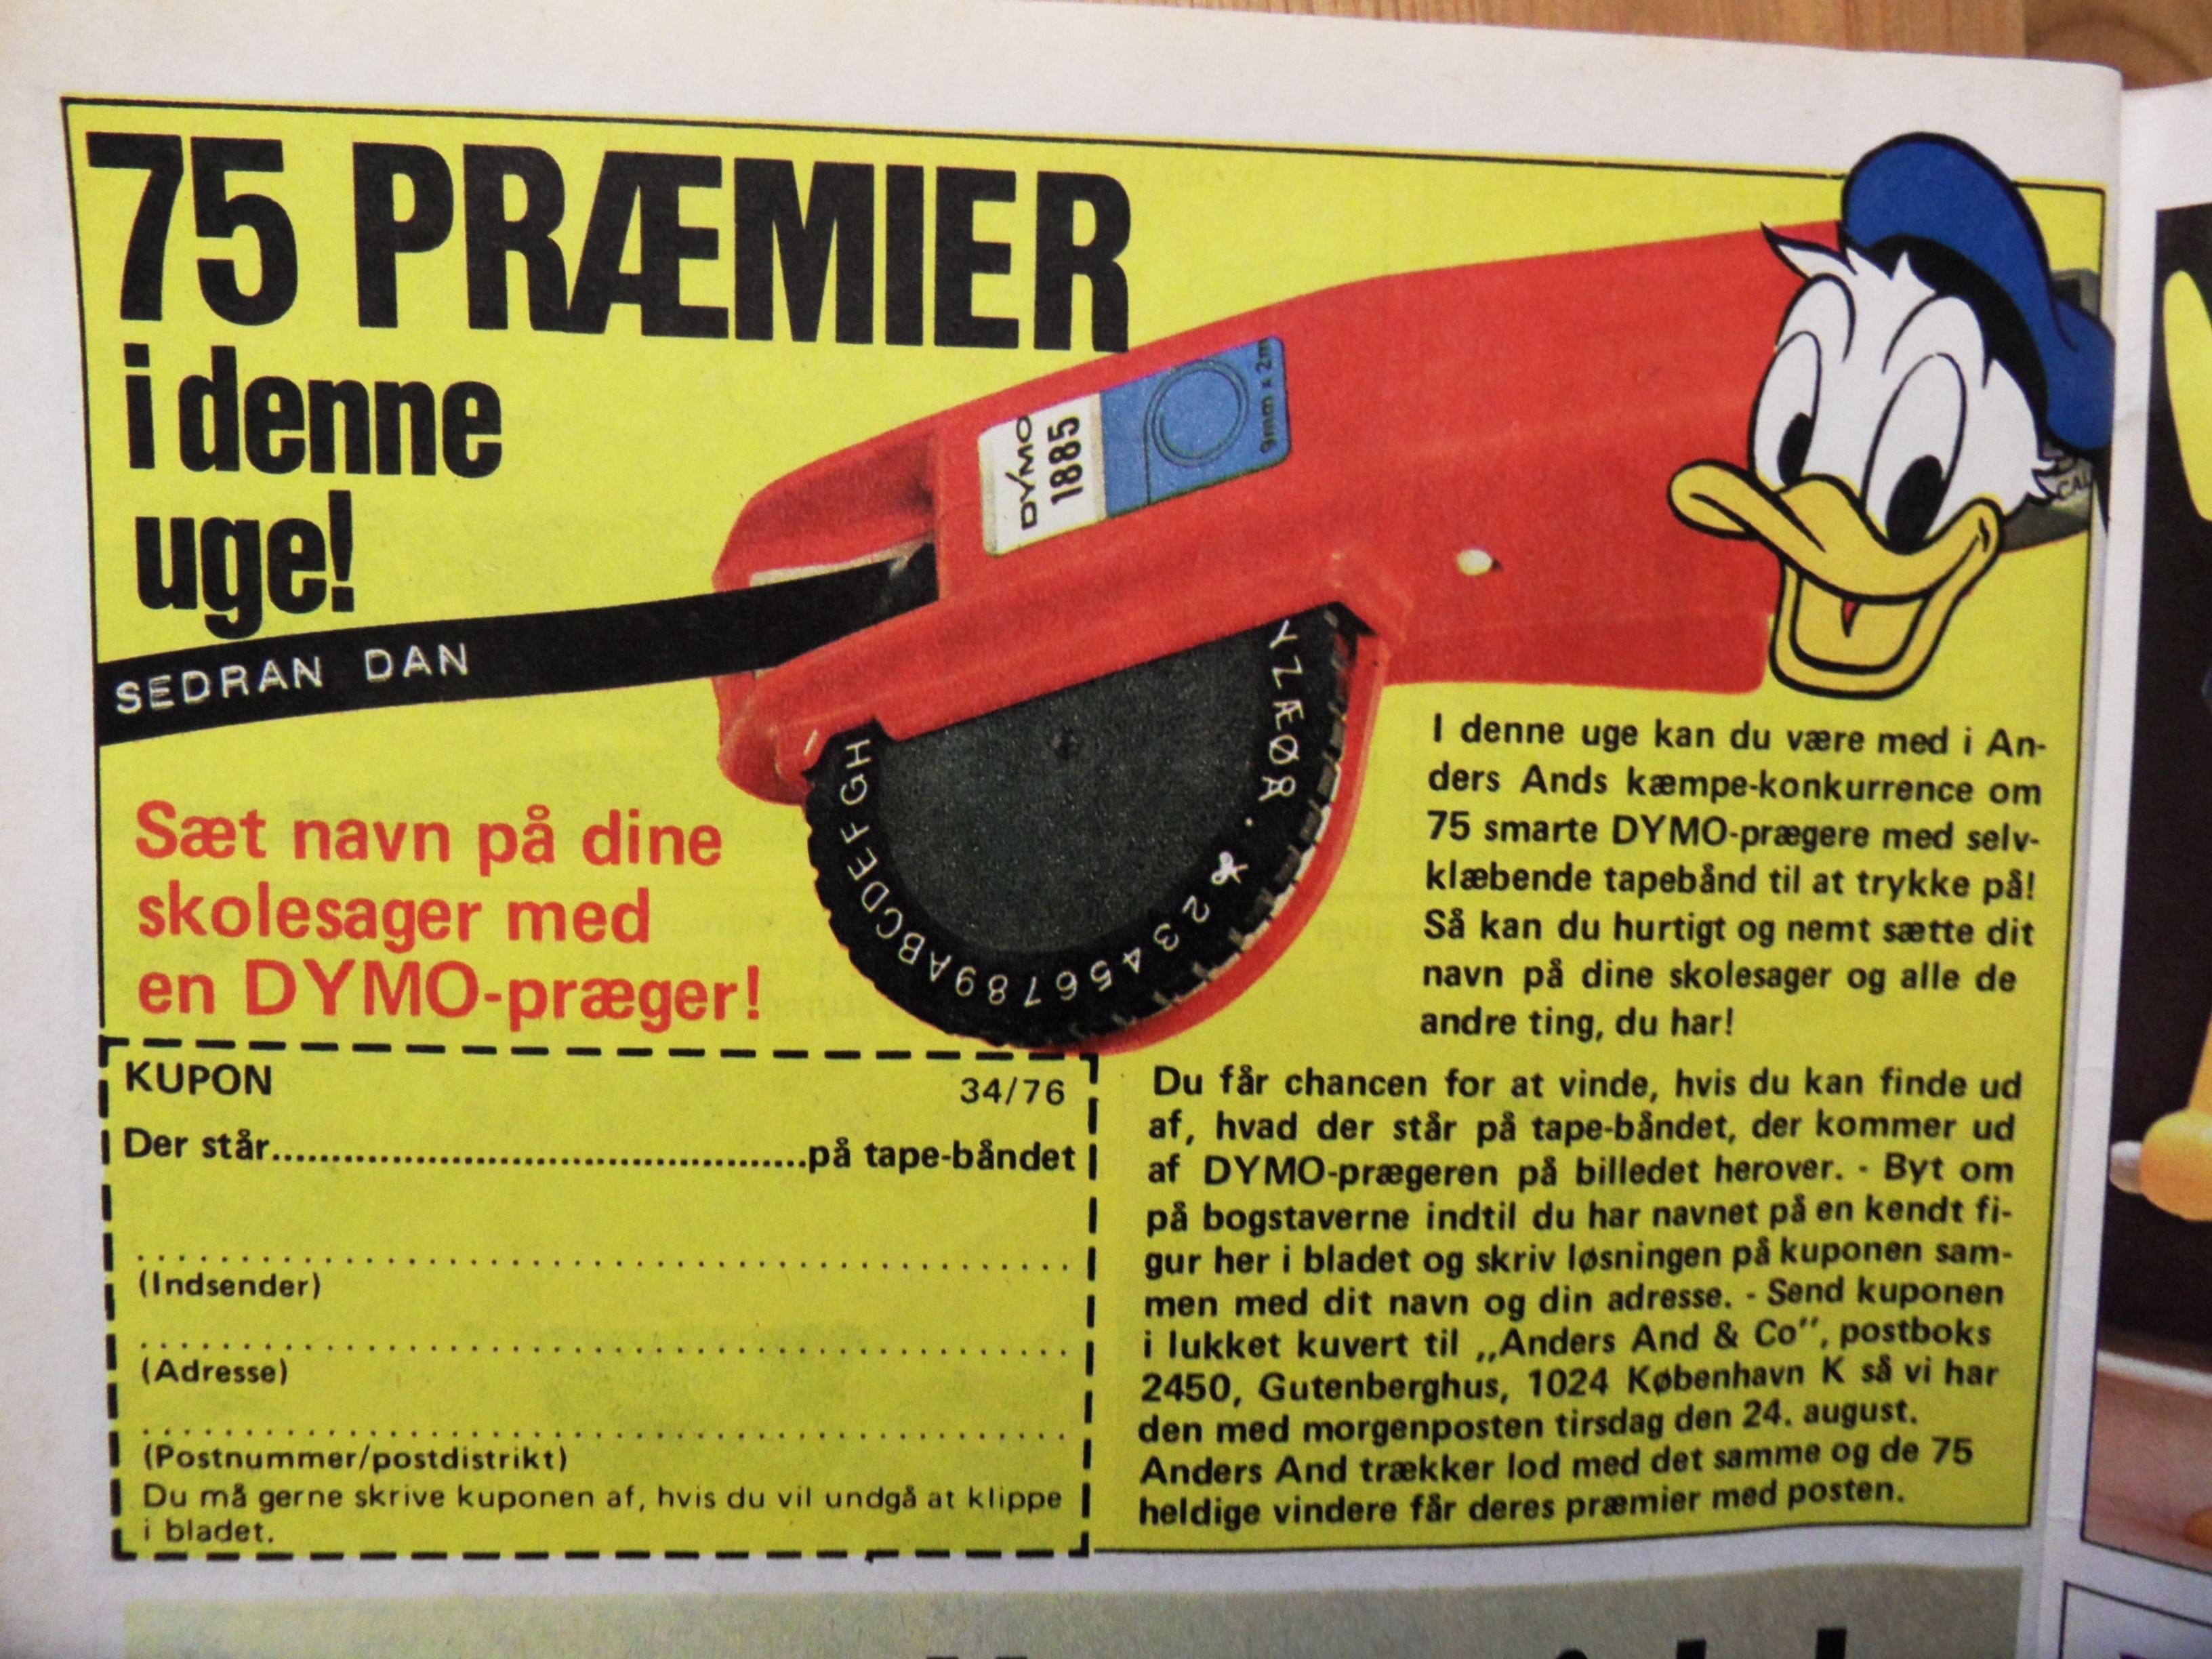 75 PRÆMIER
i denne
uge!
DYMO
1885
9mm x 2m
SEDRAN DAN
YZÆØÅ.
23456789ABCDEFGH
Sæt navn på dine
skolesager med
en DYMO-præger!
I denne uge kan du være med i An-
ders Ands kæmpe-konkurrence om
75 smarte DYMO-prægere med selv-
klæbende tapebånd til at trykke på!
Så kan du hurtigt og nemt sætte dit
navn på dine skolesager og alle de
andre ting, du har!
KUPON 34/76
Der står..............................................på tape-båndet
(Indsender)
(Adresse)
(Postnummer/postdistrikt)
Du må gerne skrive kuponen af, hvis du vil undgå at klippe
i bladet.
Du får chancen for at vinde, hvis du kan finde ud
af, hvad der står på tape-båndet, der kommer ud
af DYMO-prægeren på billedet herover. - Byt om
på bogstaverne indtil du har navnet på en kendt fi-
gur her i bladet og skriv løsningen på kuponen sam-
men med dit navn og din adresse. - Send kuponen
i lukket kuvert til „Anders And & Co”, postboks
2450, Gutenberghus, 1024 København K så vi har
den med morgenposten tirsdag den 24. august.
Anders And trækker lod med det samme og de 75
heldige vindere får deres præmier med posten.